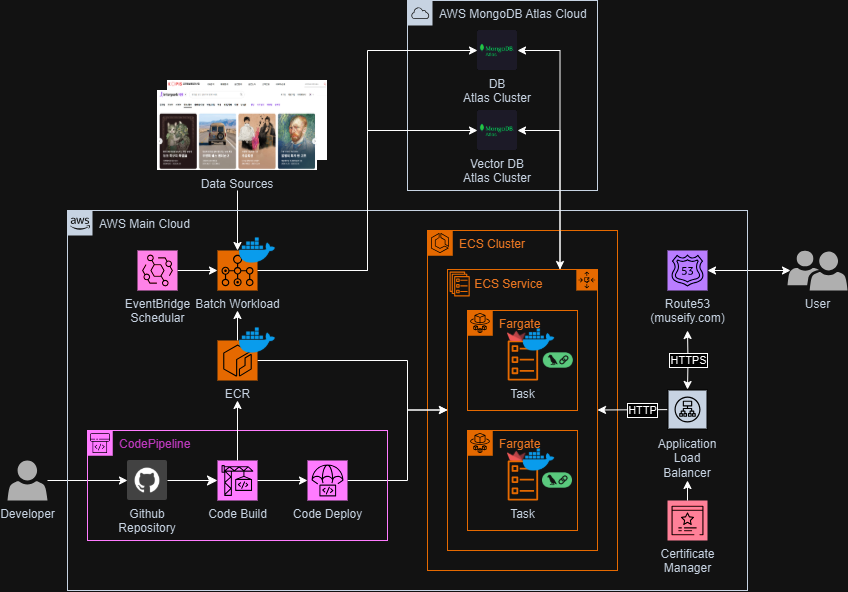 AWS MongoDB Atlas Cloud
MongoDB
Atlas
DB
Atlas Cluster
MongoDB
Atlas
Vector DB
Atlas Cluster
Data Sources
aws
AWS Main Cloud
EventBridge
Schedular
Batch Workload
ECR
CodePipeline
Developer
Github
Repository
Code Build
Code Deploy
ECS Cluster
ECS Service
Fargate
Task
Fargate
Task
53
Route53
(museify.com)
User
HTTPS
HTTP
Application
Load
Balancer
Certificate
Manager